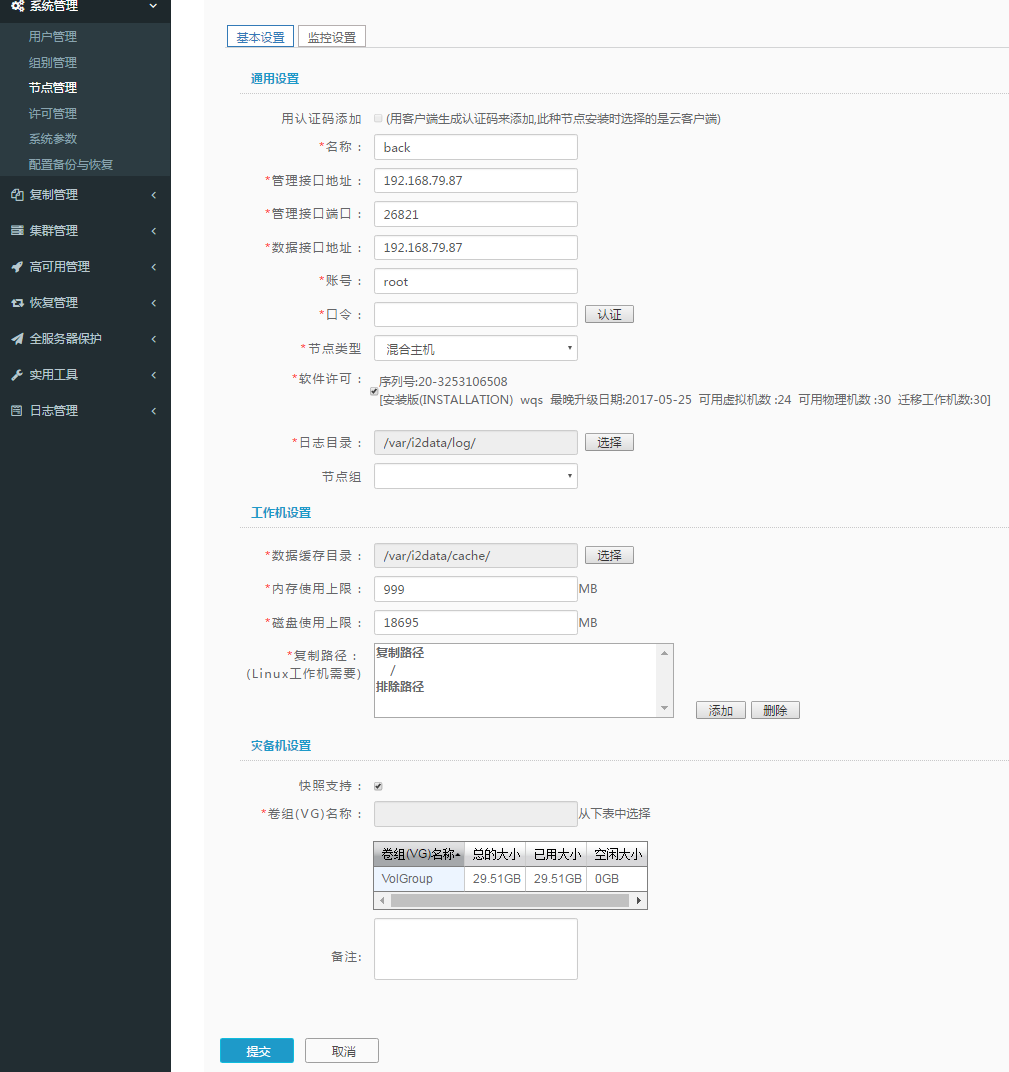 系统管理
用户管理
组别管理
节点管理
许可管理
系统参数
配置备份与恢复
复制管理
集群管理
高可用管理
恢复管理
全服务器保护
实用工具
日志管理
基本设置 监控设置
通用设置
用认证码添加 (用客户端生成认证码来添加,此种节点安装时选择的是云客户端)
*名称： back
*管理接口地址： 192.168.79.87
*管理接口端口： 26821
*数据接口地址： 192.168.79.87
*账号： root
*口令： 认证
*节点类型 混合主机
*软件许可： 序列号:20-3253106508
[安装版(INSTALLATION) wqs 最晚升级日期:2017-05-25 可用虚拟机数 :24 可用物理机数 :30 迁移工作机数:30]
*日志目录： /var/i2data/log/ 选择
节点组
工作机设置
*数据缓存目录： /var/i2data/cache/ 选择
*内存使用上限： 999 MB
*磁盘使用上限： 18695 MB
*复制路径： 复制路径
(Linux工作机需要) /
排除路径
添加 删除
灾备机设置
快照支持：
*卷组(VG)名称： 从下表中选择
卷组(VG)名称 总的大小 已用大小 空闲大小
VolGroup 29.51GB 29.51GB 0GB
备注:
提交 取消